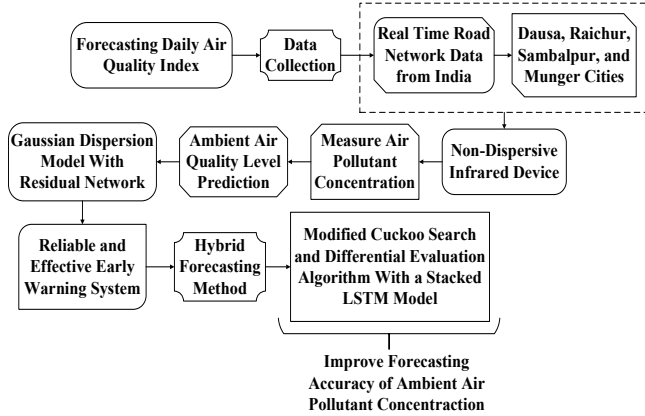 Forecasting Daily Air
Quality Index
Data
Collection
Real Time Road
Network Data
from India
Dausa, Raichur,
Sambalpur, and
Munger Cities
Gaussian Dispersion
Model With
Residual Network
Ambient Air
Quality Level
Prediction
Measure Air
Pollutant
Concentration
Non-Dispersive
Infrared Device
Reliable and
Effective Early
Warning System
Hybrid
Forecasting
Method
Modified Cuckoo Search
and Differential Evaluation
Algorithm With a Stacked
LSTM Model
Improve Forecasting
Accuracy of Ambient Air
Pollutant Concentraction